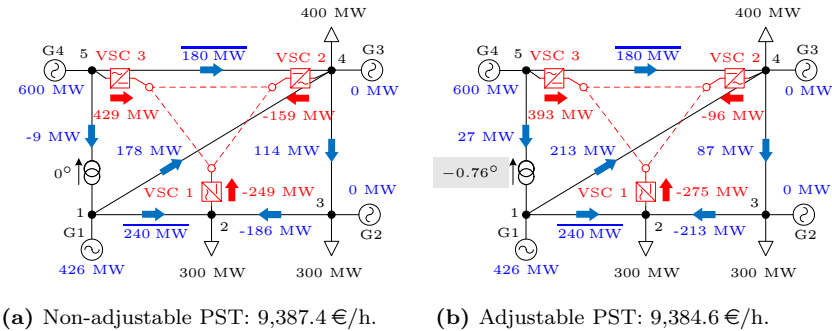 400 MW
G4
5
VSC 3
180 MW
VSC 2
4
G3
600 MW
0 MW
429 MW
-159 MW
-9 MW
178 MW
114 MW
0°
VSC 1
-249 MW
0 MW
1
2
3
G1
240 MW
-186 MW
G2
426 MW
300 MW
300 MW
(a) Non-adjustable PST: 9,387.4 €/h.
400 MW
G4
5
VSC 3
180 MW
VSC 2
4
G3
600 MW
0 MW
393 MW
-96 MW
27 MW
213 MW
87 MW
−0.76°
VSC 1
-275 MW
0 MW
1
2
3
G1
240 MW
-213 MW
G2
426 MW
300 MW
300 MW
(b) Adjustable PST: 9,384.6 €/h.